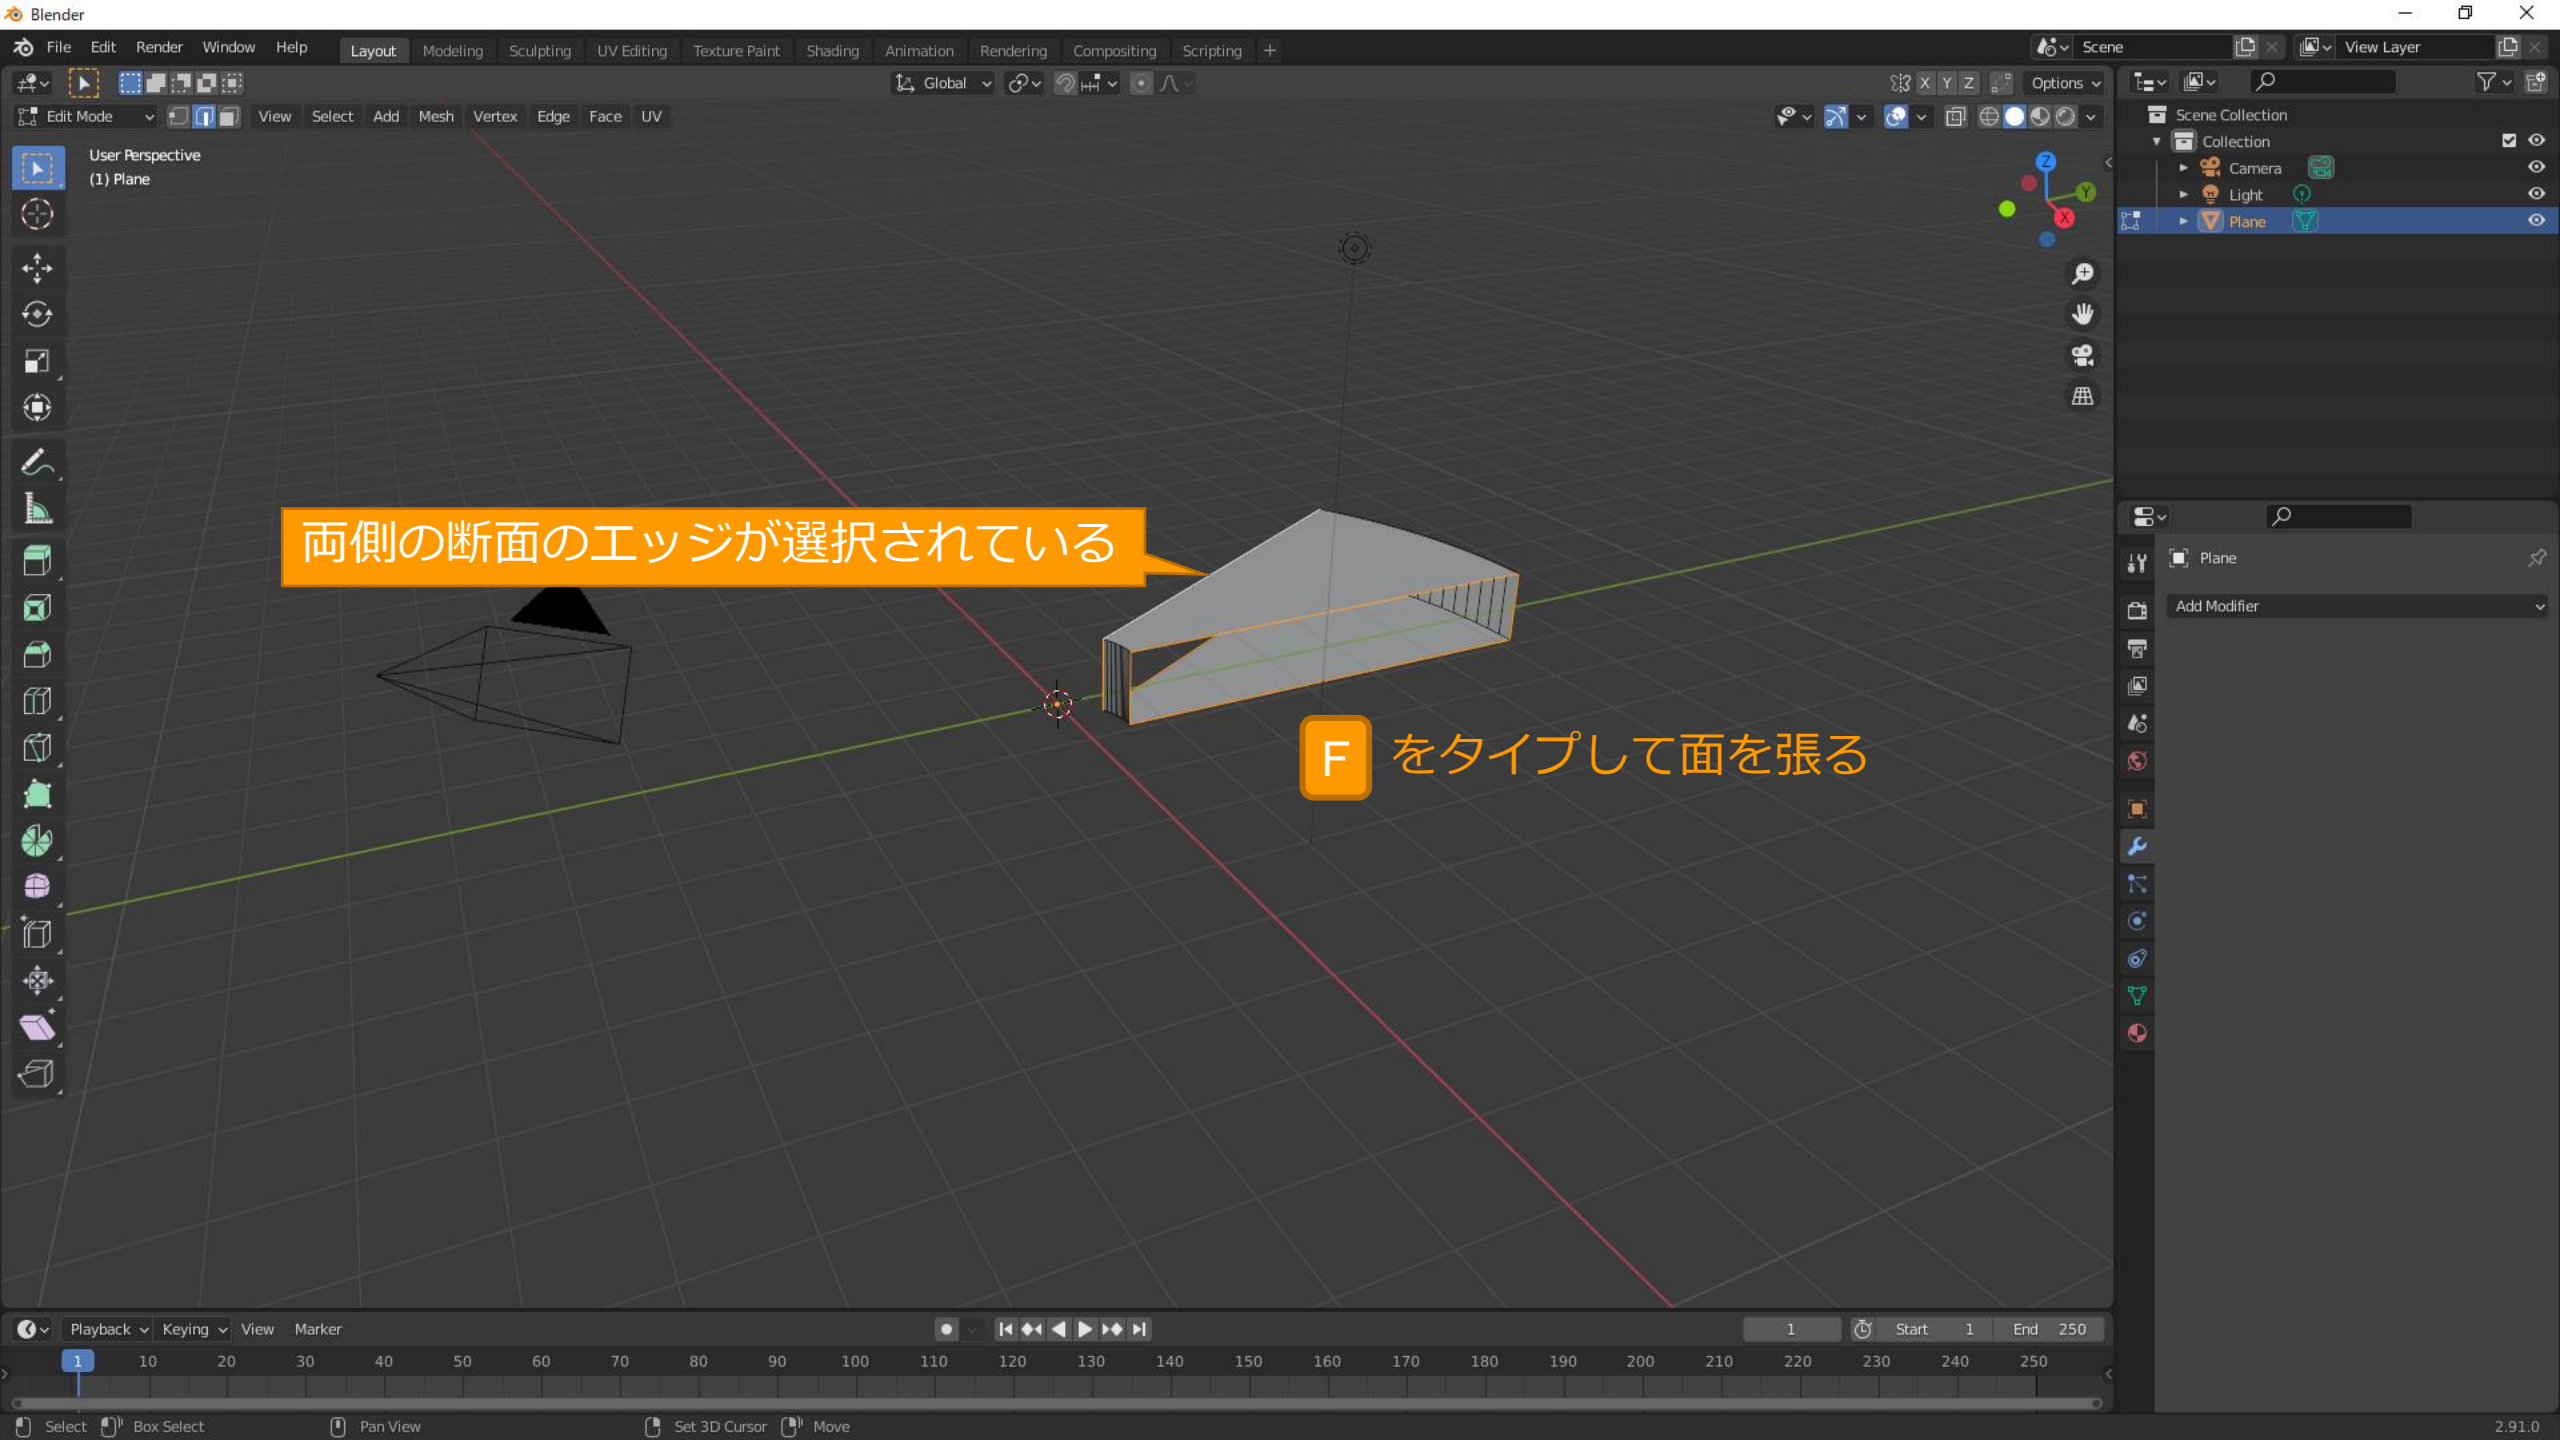 Blender
File Edit Render Window Help Layout Modeling Sculpting UV Editing Texture Paint Shading Animation Rendering Compositing Scripting + Scene View Layer
Global X Y Z Options
Edit Mode View Select Add Mesh Vertex Edge Face UV
User Perspective
(1) Plane
Z
Y
X
Scene Collection
Collection
Camera
Light
Plane
Plane
Add Modifier
両側の断面のエッジが選択されている
F をタイプして面を張る
Playback Keying View Marker 1 Start 1 End 250
1 10 20 30 40 50 60 70 80 90 100 110 120 130 140 150 160 170 180 190 200 210 220 230 240 250
Select Box Select Pan View Set 3D Cursor Move 2.91.0